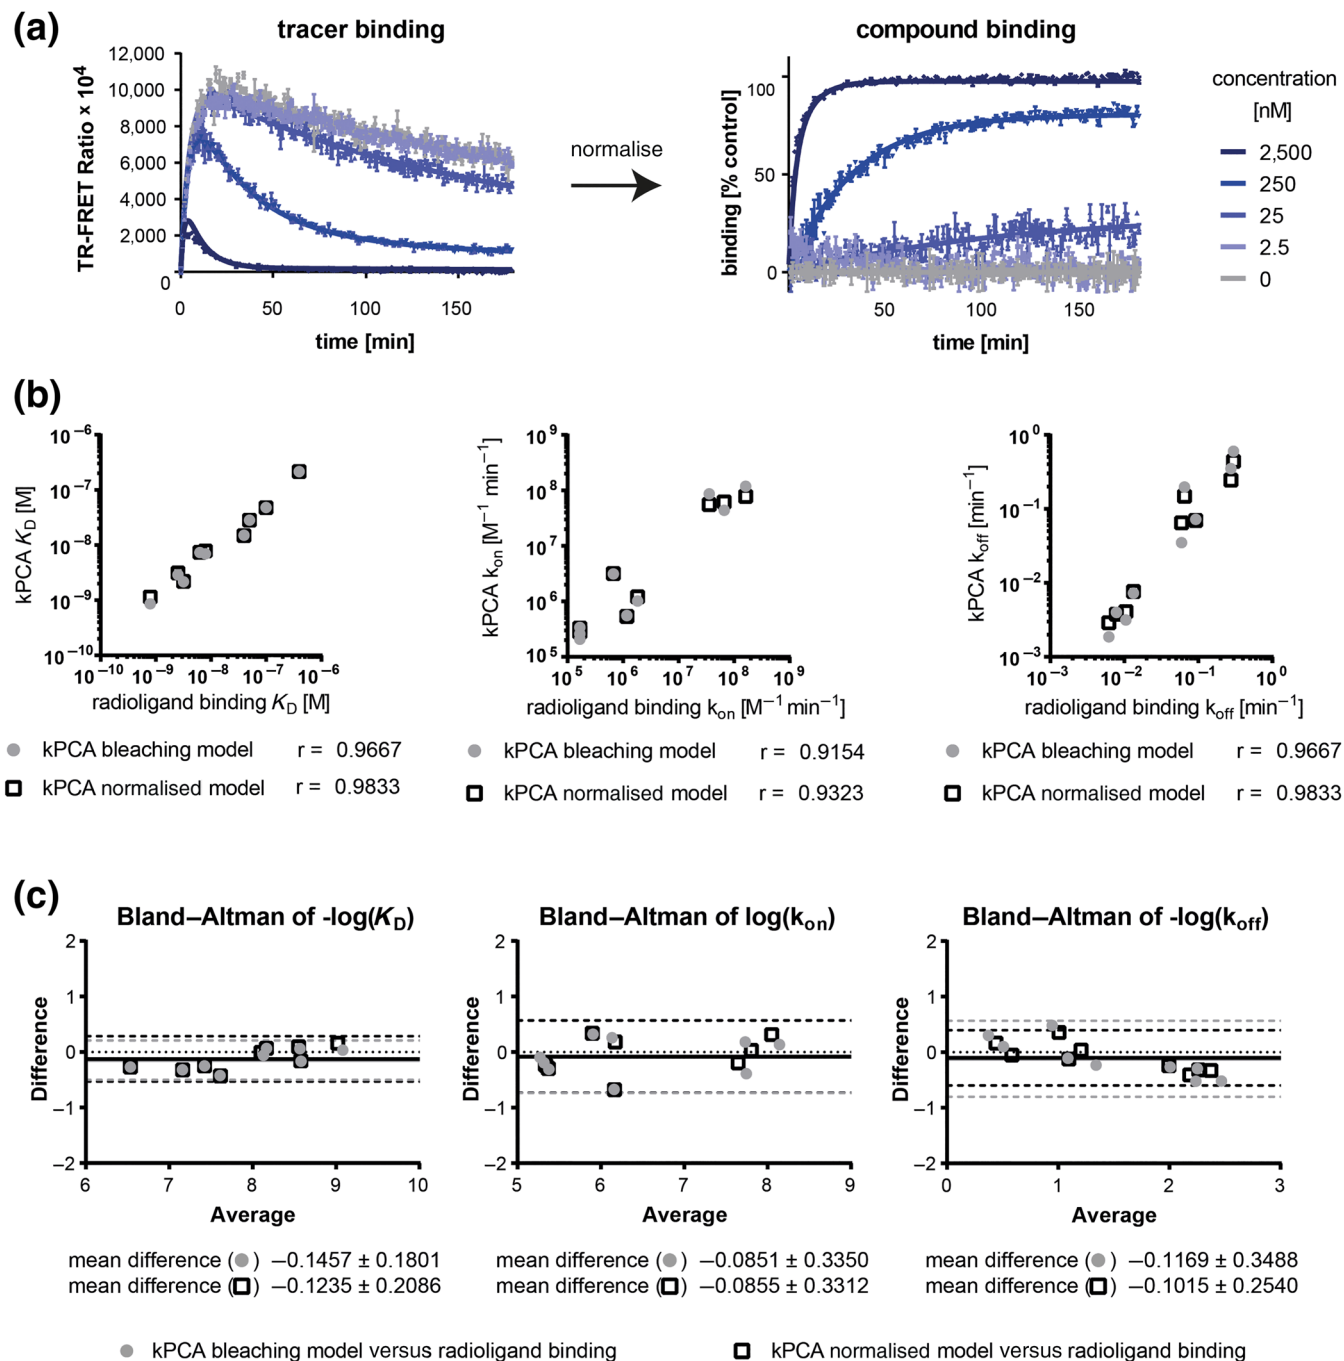 (a)
tracer binding
compound binding
TR-FRET Ratio × 10⁴
12,000
10,000
8,000
6,000
4,000
2,000
0
0 50 100 150
time [min]
normalise
binding [% control]
100
50
0
50 100 150
time [min]
concentration
[nM]
2,500
250
25
2.5
0
(b)
kPCA K_D [M]
10⁻⁶
10⁻⁷
10⁻⁸
10⁻⁹
10⁻¹⁰
10⁻¹⁰ 10⁻⁹ 10⁻⁸ 10⁻⁷ 10⁻⁶
radioligand binding K_D [M]
kPCA bleaching model r = 0.9667
kPCA normalised model r = 0.9833
kPCA k_on [M⁻¹ min⁻¹]
10⁹
10⁸
10⁷
10⁶
10⁵
10⁵ 10⁶ 10⁷ 10⁸ 10⁹
radioligand binding k_on [M⁻¹ min⁻¹]
kPCA bleaching model r = 0.9154
kPCA normalised model r = 0.9323
kPCA k_off [min⁻¹]
10⁰
10⁻¹
10⁻²
10⁻³
10⁻³ 10⁻² 10⁻¹ 10⁰
radioligand binding k_off [min⁻¹]
kPCA bleaching model r = 0.9667
kPCA normalised model r = 0.9833
(c)
Bland–Altman of -log(K_D)
Difference
2
1
0
−1
−2
6 7 8 9 10
Average
mean difference ( ) −0.1457 ± 0.1801
mean difference ( ) −0.1235 ± 0.2086
Bland–Altman of log(k_on)
Difference
2
1
0
−1
−2
5 6 7 8 9
Average
mean difference ( ) −0.0851 ± 0.3350
mean difference ( ) −0.0855 ± 0.3312
Bland–Altman of -log(k_off)
Difference
2
1
0
−1
−2
0 1 2 3
Average
mean difference ( ) −0.1169 ± 0.3488
mean difference ( ) −0.1015 ± 0.2540
kPCA bleaching model versus radioligand binding
kPCA normalised model versus radioligand binding